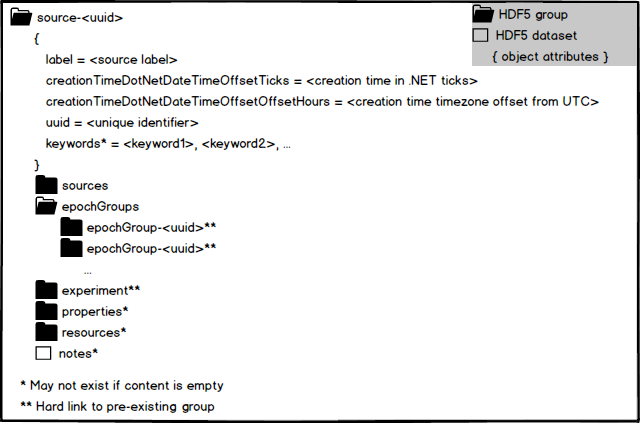 source-<uuid>
{
label = <source label>
creationTimeDotNetDateTimeOffsetTicks = <creation time in .NET ticks>
creationTimeDotNetDateTimeOffsetOffsetHours = <creation time timezone offset from UTC>
uuid = <unique identifier>
keywords* = <keyword1>, <keyword2>, ...
}
sources
epochGroups
epochGroup-<uuid>**
epochGroup-<uuid>**
...
experiment**
properties*
resources*
notes*
* May not exist if content is empty
** Hard link to pre-existing group
HDF5 group
HDF5 dataset
{ object attributes }